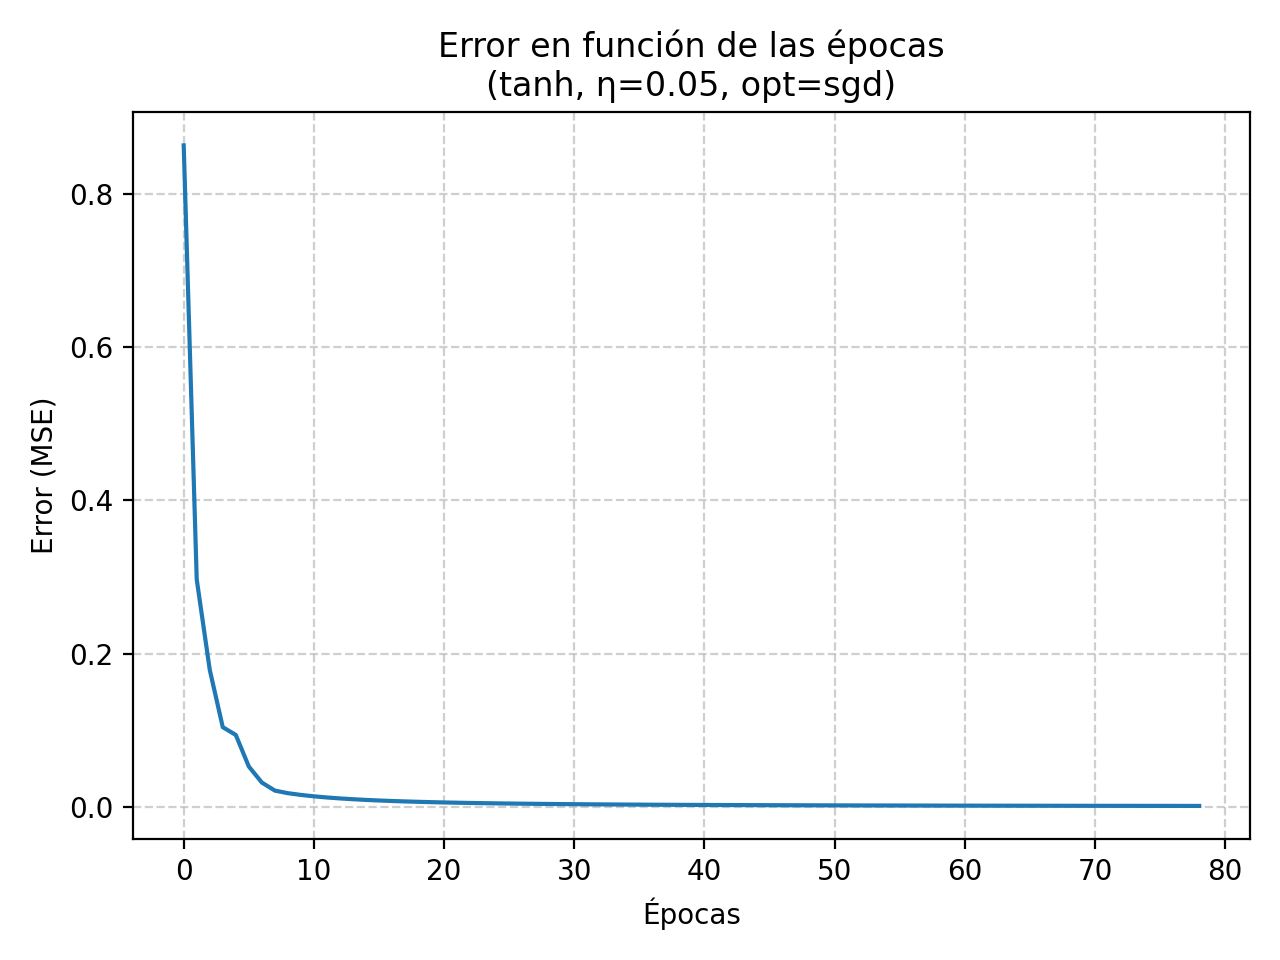 Error en función de las épocas
(tanh, η=0.05, opt=sgd)
Error (MSE)
0.8
0.6
0.4
0.2
0.0
0 10 20 30 40 50 60 70 80
Épocas